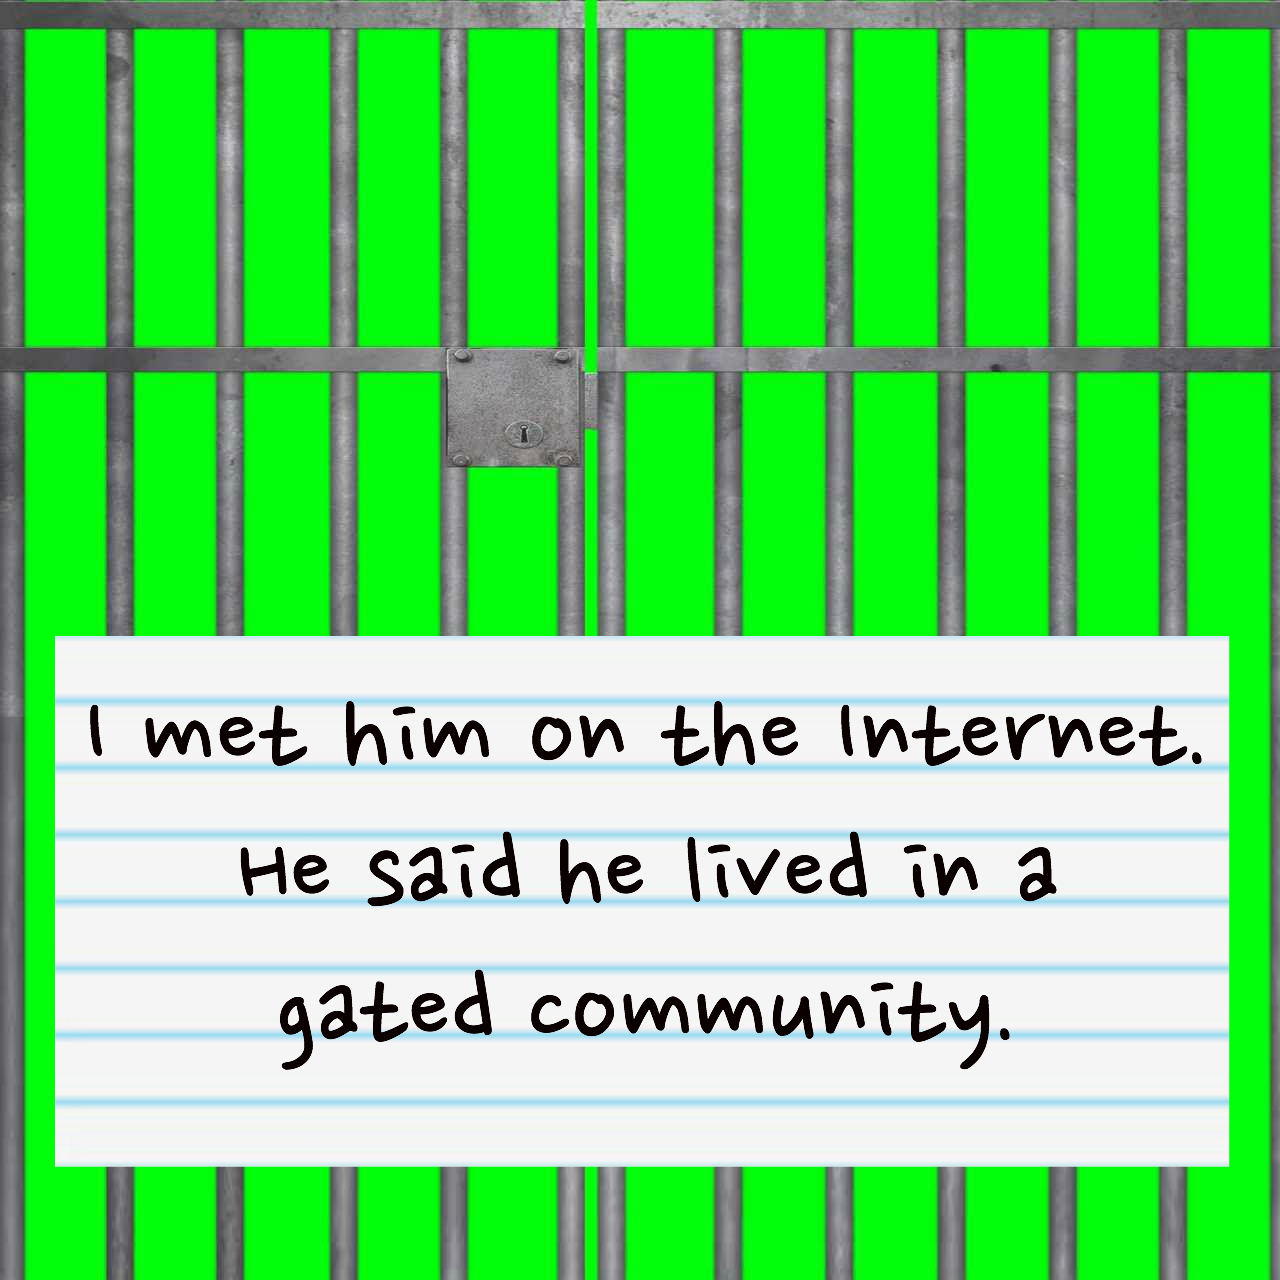 I met him on the Internet.
He said he lived in a
gated community.